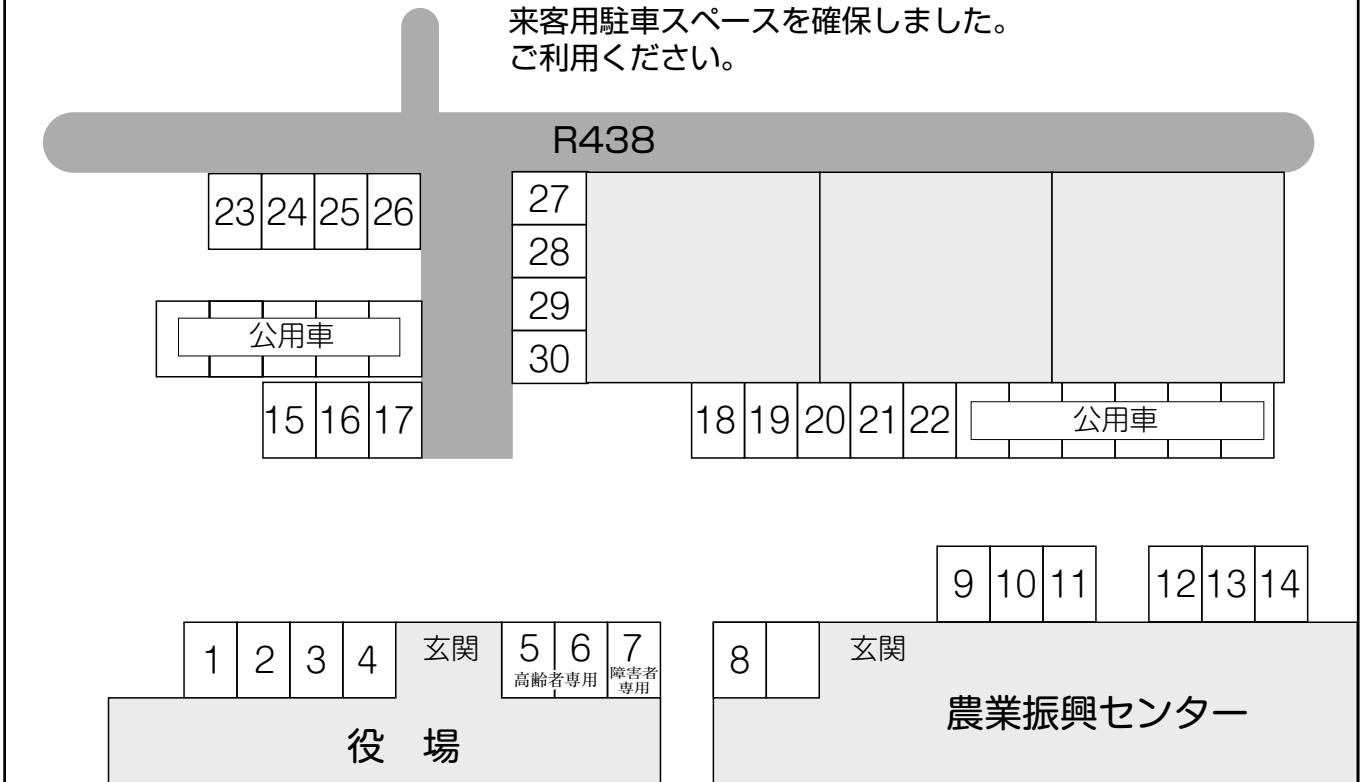 来客用駐車スペースを確保しました。
ご利用ください。
R438
23 24 25 26
27
28
29
30
公用車
15 16 17
18 19 20 21 22 公用車
9 10 11 12 13 14
1 2 3 4 玄関 5 6 7
高齢者専用 障害者
専用
8 玄関
農業振興センター
役 場